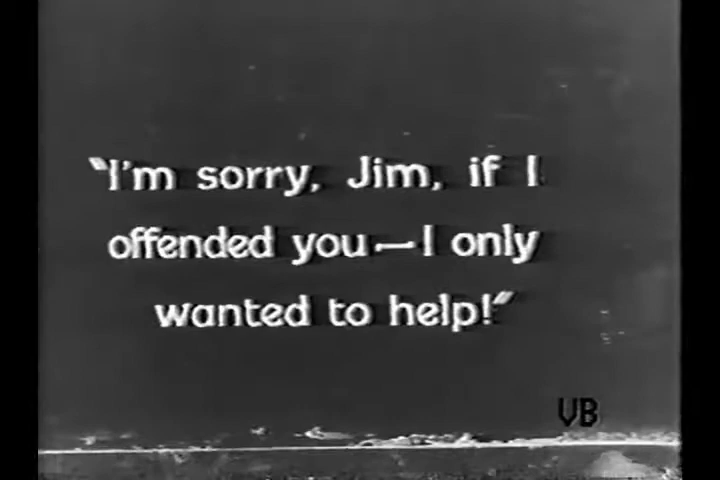 "I'm sorry, Jim, if I
offended you—I only
wanted to help!"
VB